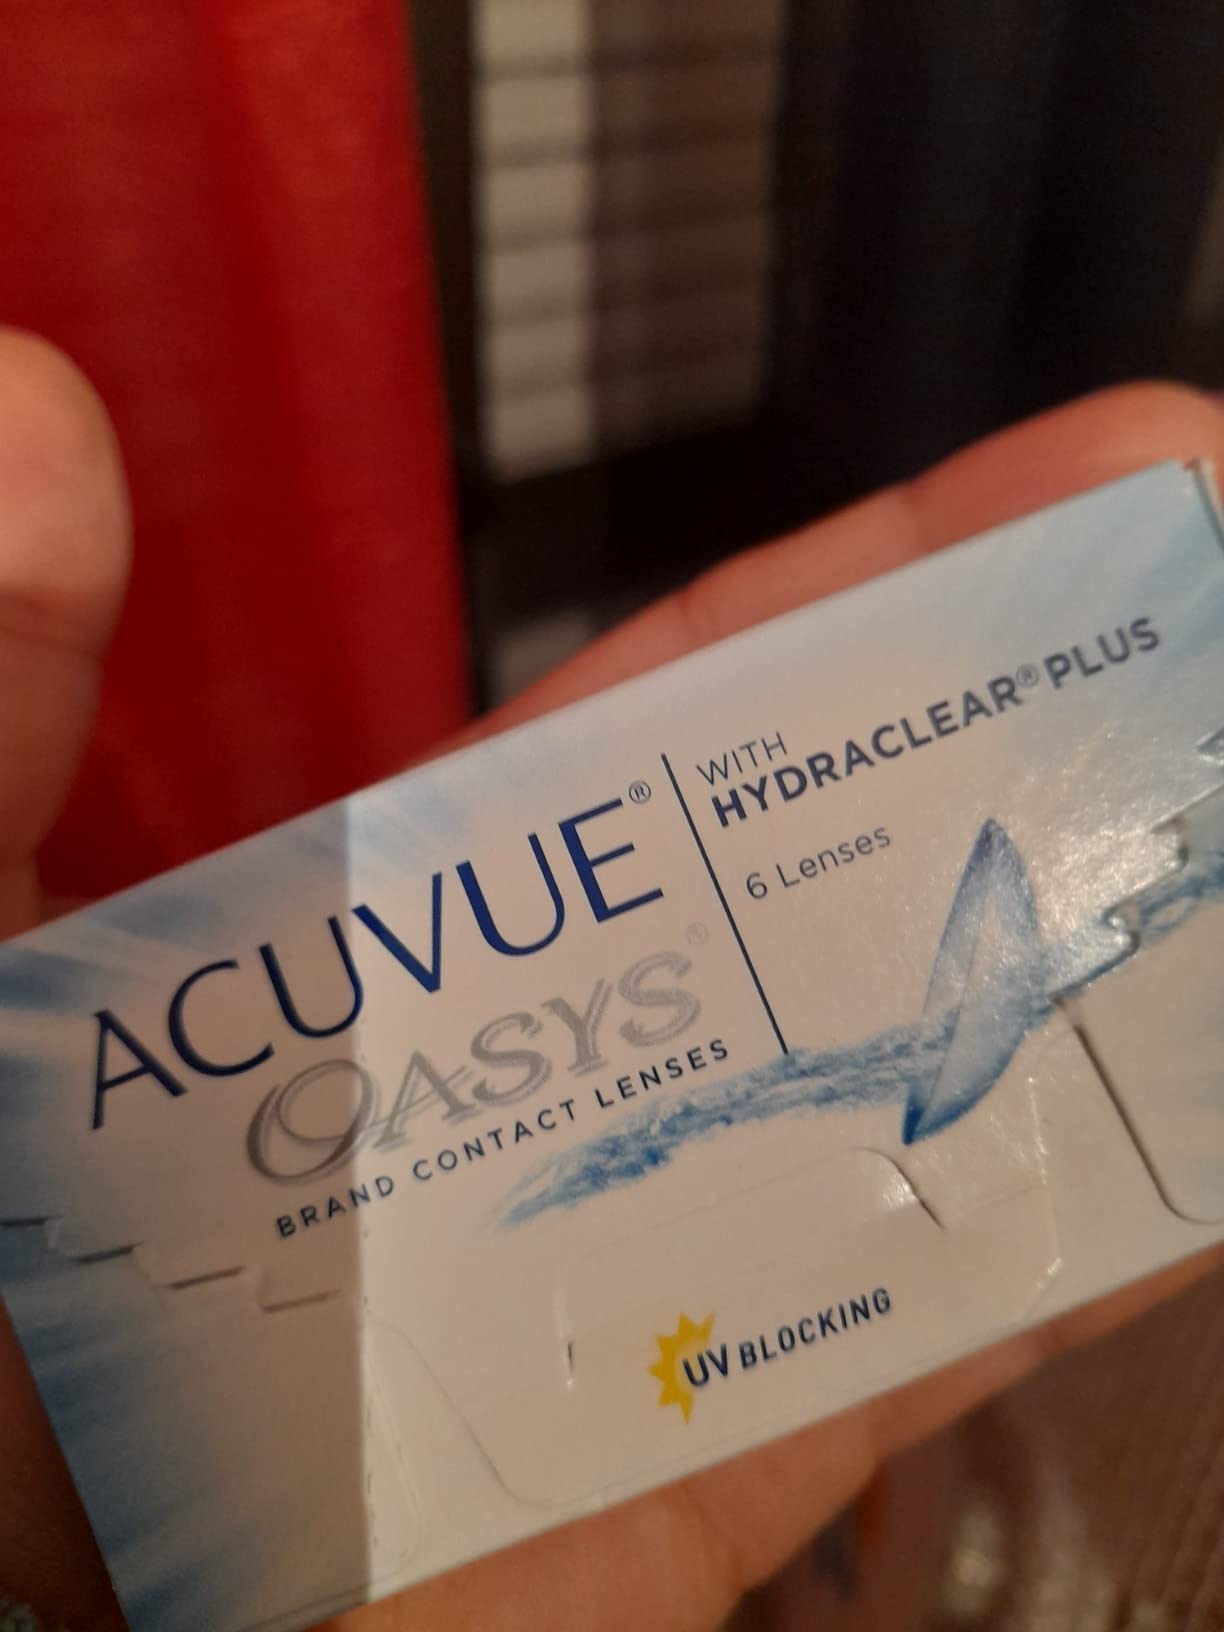 ACUVUE®
OASYS®
BRAND CONTACT LENSES
WITH
HYDRACLEAR® PLUS
6 Lenses
UV BLOCKING